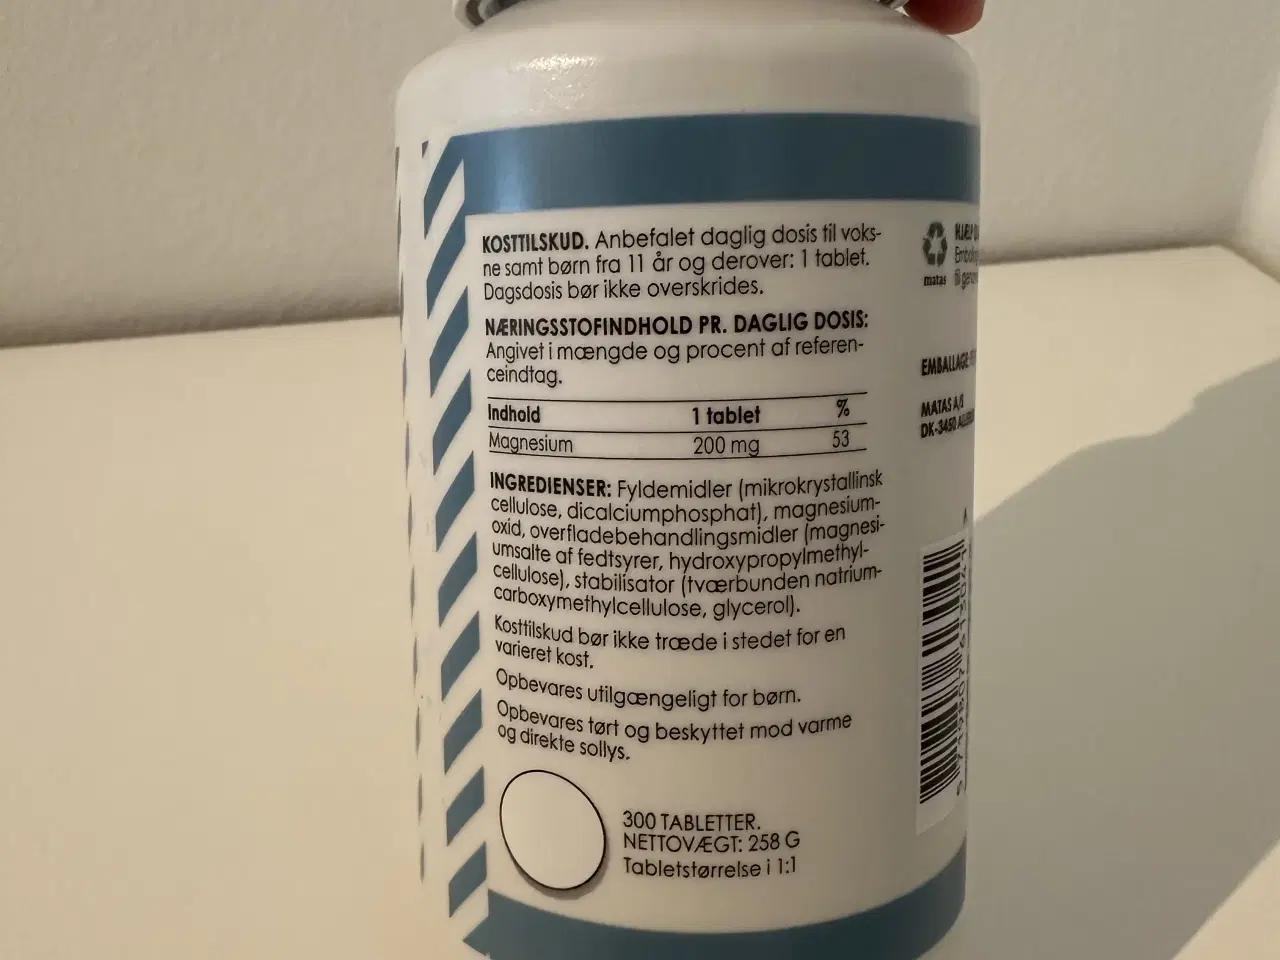 KOSTTILSKUD. Anbefalet daglig dosis til voks-
ne samt børn fra 11 år og derover: 1 tablet.
Dagsdosis bør ikke overskrides.
NÆRINGSSTOFINDHOLD PR. DAGLIG DOSIS:
Angivet i mængde og procent af referen-
ceindtag.
Indhold 1 tablet %
Magnesium 200 mg 53
INGREDIENSER: Fyldemidler (mikrokrystallinsk
cellulose, dicalciumphosphat), magnesium-
oxid, overfladebehandlingsmidler (magnesi-
umsalte af fedtsyrer, hydroxypropylmethyl-
cellulose), stabilisator (tværbunden natrium-
carboxymethylcellulose, glycerol).
Kosttilskud bør ikke træde i stedet for en
varieret kost.
Opbevares utilgængeligt for børn.
Opbevares tørt og beskyttet mod varme
og direkte sollys.
300 TABLETTER.
NETTOVÆGT: 258 G
Tabletstørrelse i 1:1
matas
HJÆLP
EMBALLAGE
MATAS A/S
DK-3450